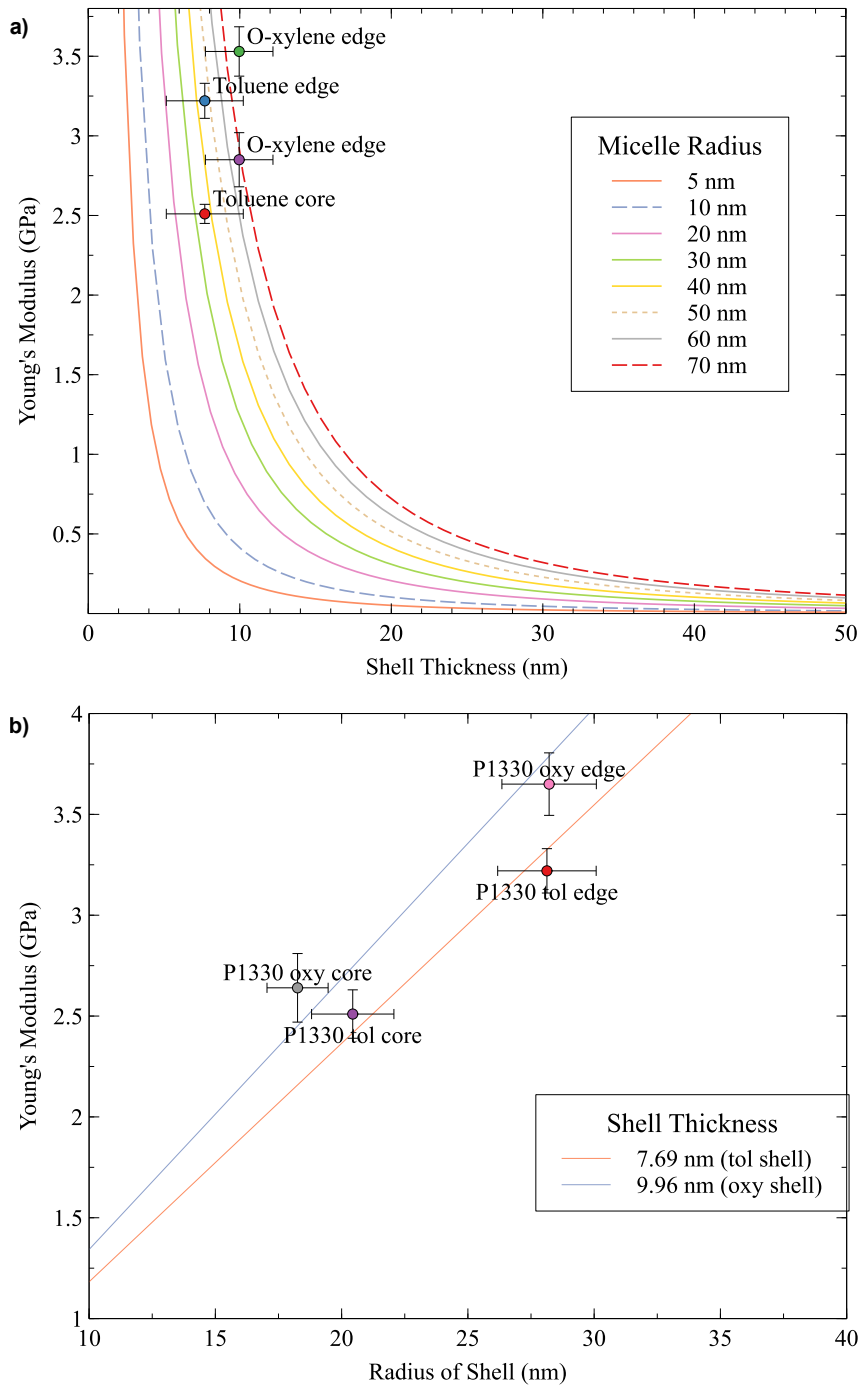 a)
3.5
3
2.5
2
1.5
1
0.5
Young's Modulus (GPa)
O-xylene edge
Toluene edge
O-xylene edge
Toluene core
Micelle Radius
5 nm
10 nm
20 nm
30 nm
40 nm
50 nm
60 nm
70 nm
0 10 20 30 40 50
Shell Thickness (nm)
b)
4
3.5
3
2.5
2
1.5
1
Young's Modulus (GPa)
P1330 oxy edge
P1330 tol edge
P1330 oxy core
P1330 tol core
Shell Thickness
7.69 nm (tol shell)
9.96 nm (oxy shell)
10 15 20 25 30 35 40
Radius of Shell (nm)